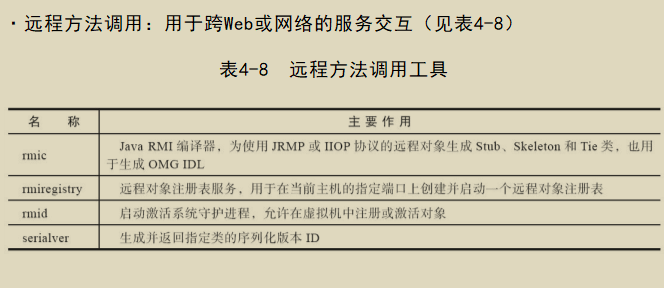 ·远程方法调用：用于跨Web或网络的服务交互（见表4-8）
表4-8 远程方法调用工具
名 称 主要作用
rmic Java RMI 编译器，为使用 JRMP 或 IIOP 协议的远程对象生成 Stub、Skeleton 和 Tie 类，也用
于生成 OMG IDL
rmiregistry 远程对象注册表服务，用于在当前主机的指定端口上创建并启动一个远程对象注册表
rmid 启动激活系统守护进程，允许在虚拟机中注册或激活对象
serialver 生成并返回指定类的序列化版本 ID